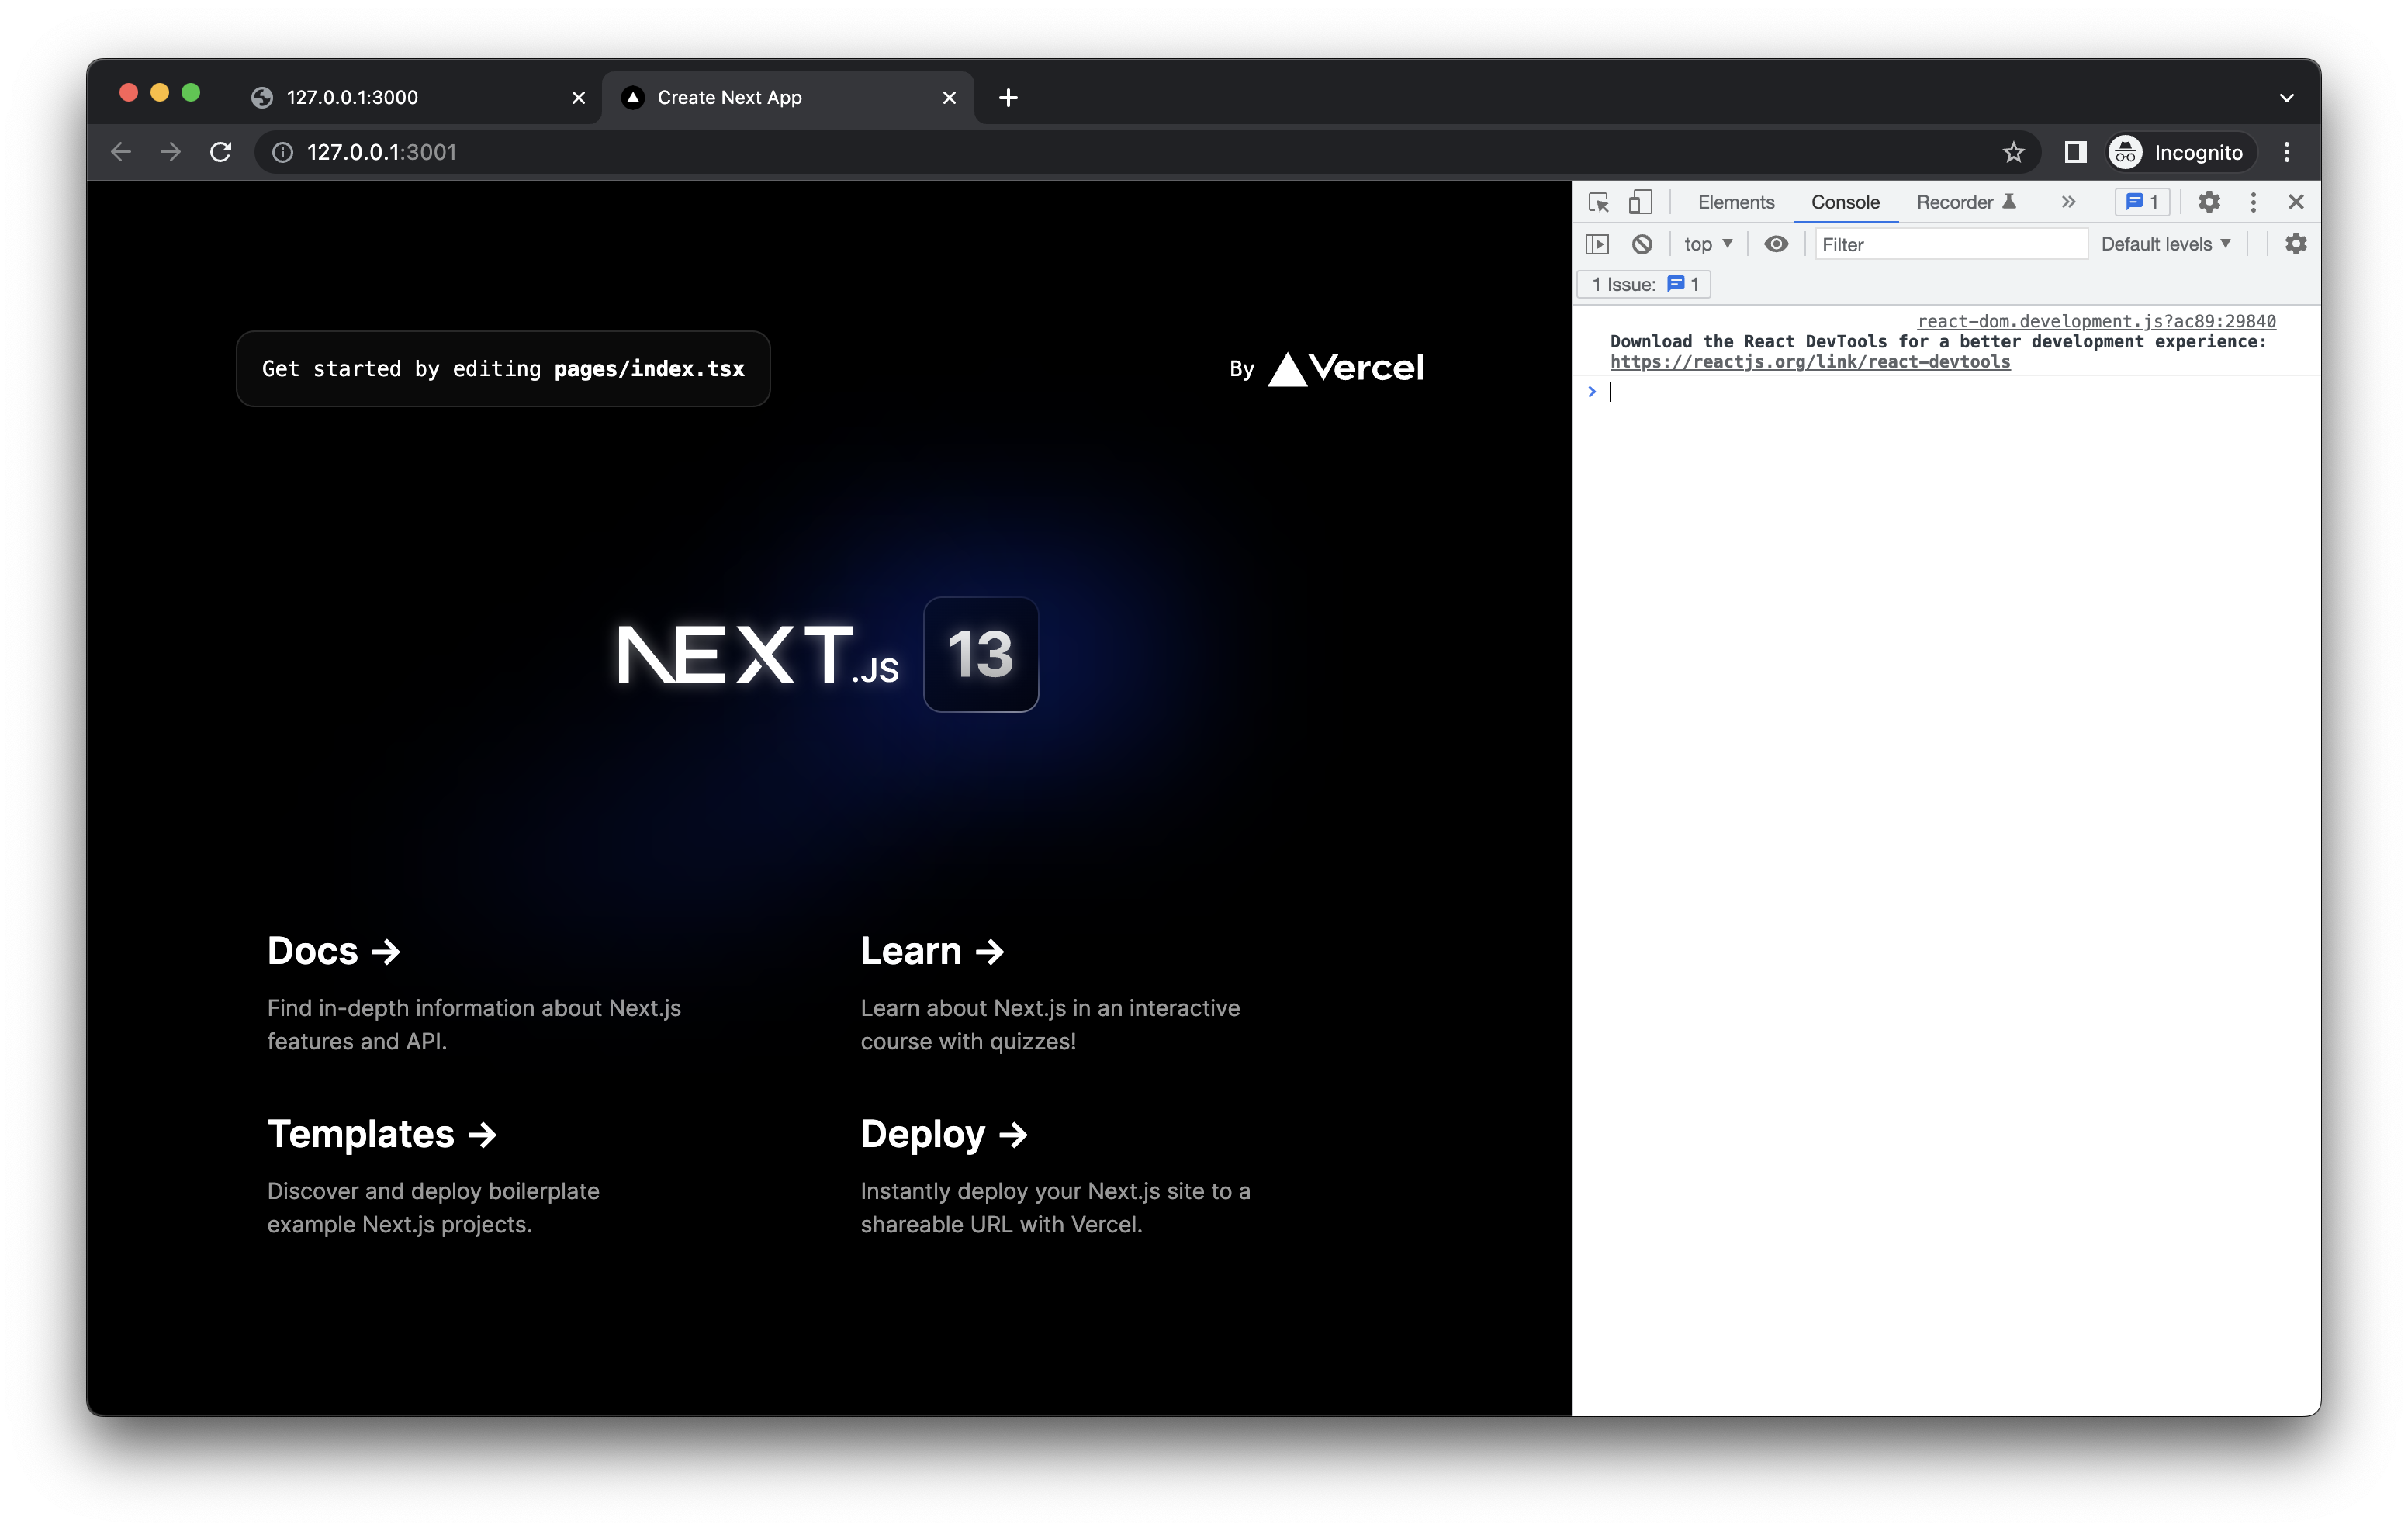 127.0.0.1:3000
Create Next App
127.0.0.1:3001
Incognito
Get started by editing pages/index.tsx
By Vercel
NEXT.JS 13
Docs ->
Find in-depth information about Next.js
features and API.
Learn ->
Learn about Next.js in an interactive
course with quizzes!
Templates ->
Discover and deploy boilerplate
example Next.js projects.
Deploy ->
Instantly deploy your Next.js site to a
shareable URL with Vercel.
Elements Console Recorder 1
top Filter Default levels
1 Issue: 1
react-dom.development.js?ac89:29840
Download the React DevTools for a better development experience:
https://reactjs.org/link/react-devtools